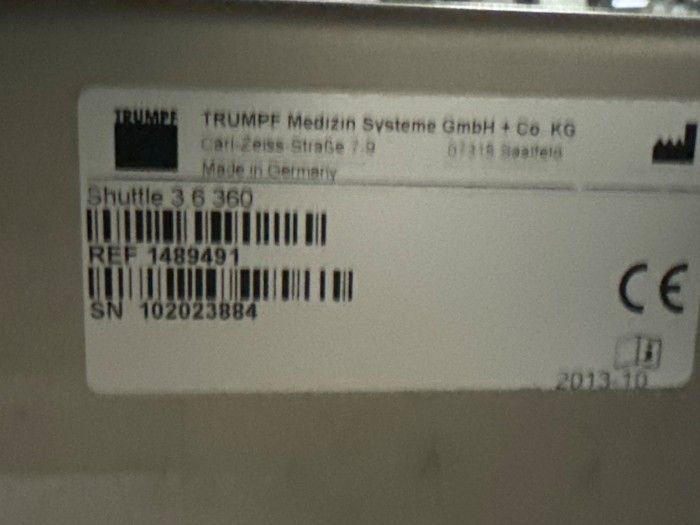 TRUMPF
TRUMPF Medizin Systeme GmbH + Co. KG
Carl-Zeiss-Straße 7-9 07318 Saalfeld
Made in Germany
Shuttle 3 6 360
REF 1489491
SN 102023884
CE
2013-10